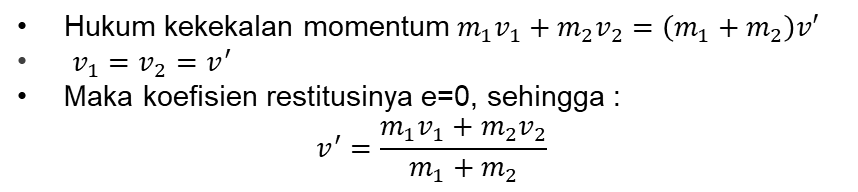 • Hukum kekekalan momentum m₁v₁ + m₂v₂ = (m₁ + m₂)v′
• v₁ = v₂ = v′
• Maka koefisien restitusinya e=0, sehingga :
v′ = (m₁v₁ + m₂v₂) / (m₁ + m₂)